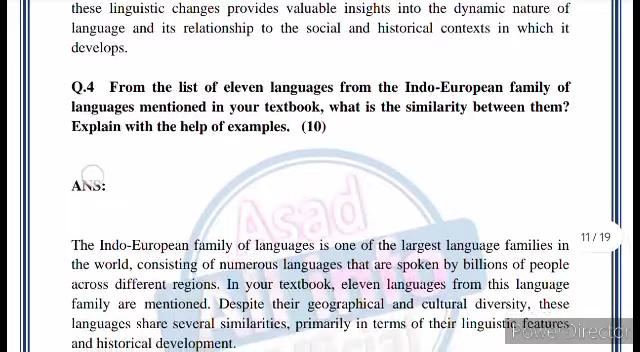 these linguistic changes provides valuable insights into the dynamic nature of
language and its relationship to the social and historical contexts in which it
develops.
Q.4 From the list of eleven languages from the Indo-European family of
languages mentioned in your textbook, what is the similarity between them?
Explain with the help of examples. (10)
ANS:
Asad
The Indo-European family of languages is one of the largest language families in
11 / 19
the world, consisting of numerous languages that are spoken by billions of people
across different regions. In your textbook, eleven languages from this language
family are mentioned. Despite their geographical and cultural diversity, these
languages share several similarities, primarily in terms of their linguistic features
PowerDirector
and historical development.